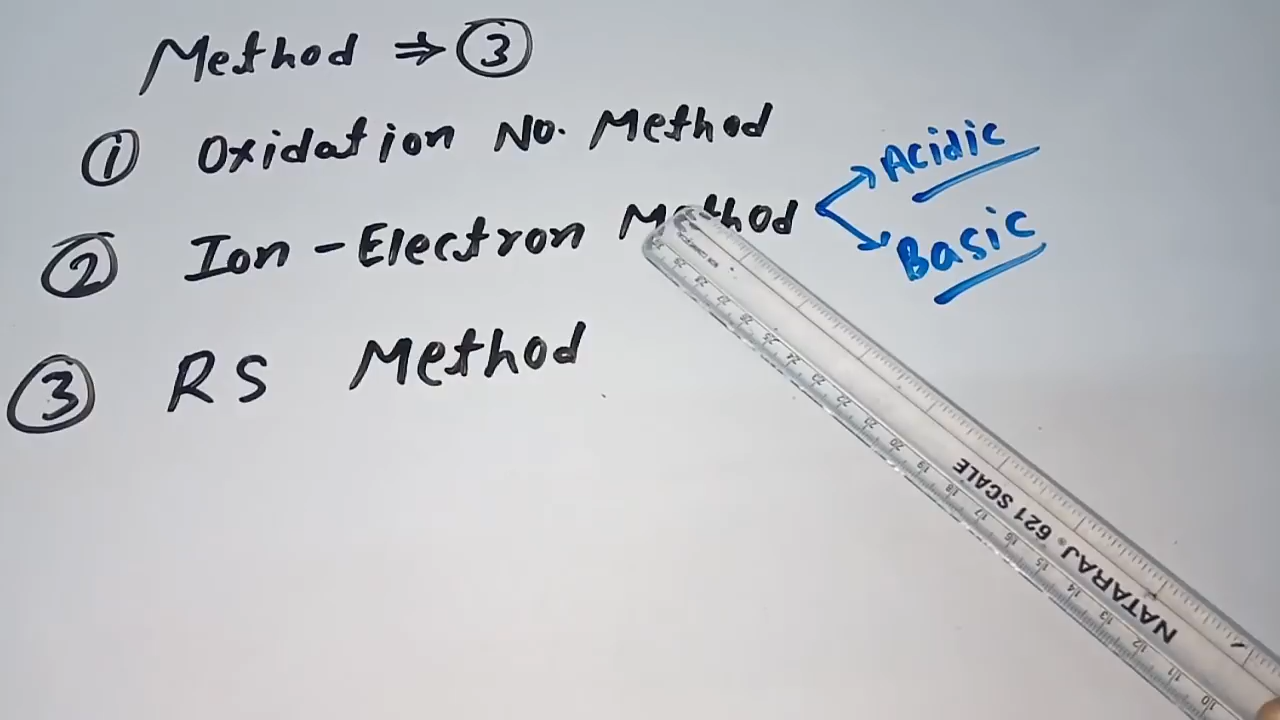 Method ⇒ ③
① Oxidation No. Method
Acidic
② Ion - Electron Method
Basic
③ RS Method
NATARAJ. 621 SCALE